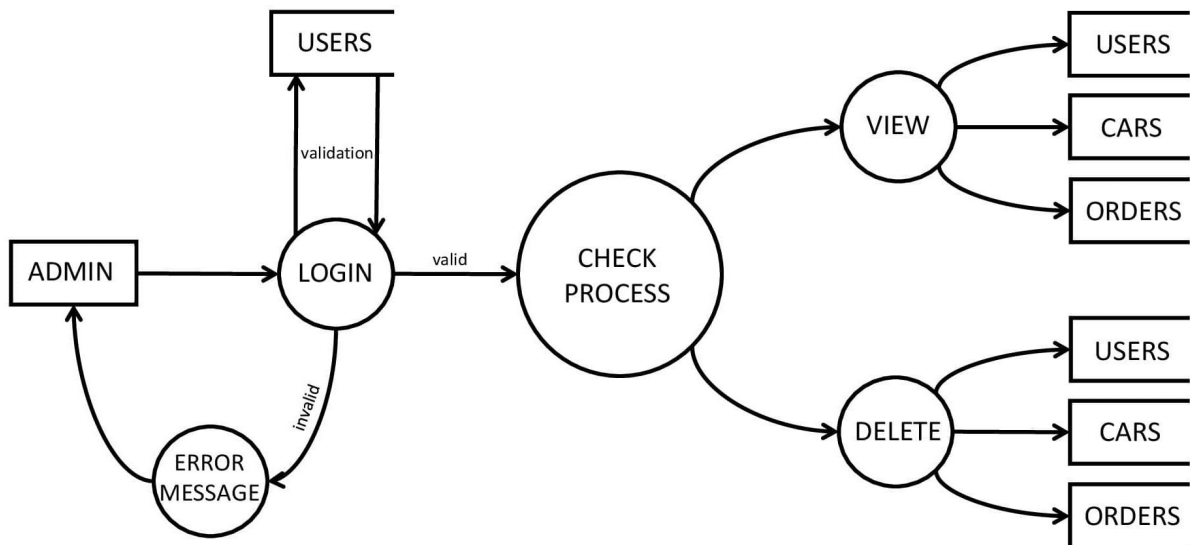 USERS
validation
ADMIN
LOGIN
valid
invalid
ERROR
MESSAGE
CHECK
PROCESS
VIEW
USERS
CARS
ORDERS
DELETE
USERS
CARS
ORDERS